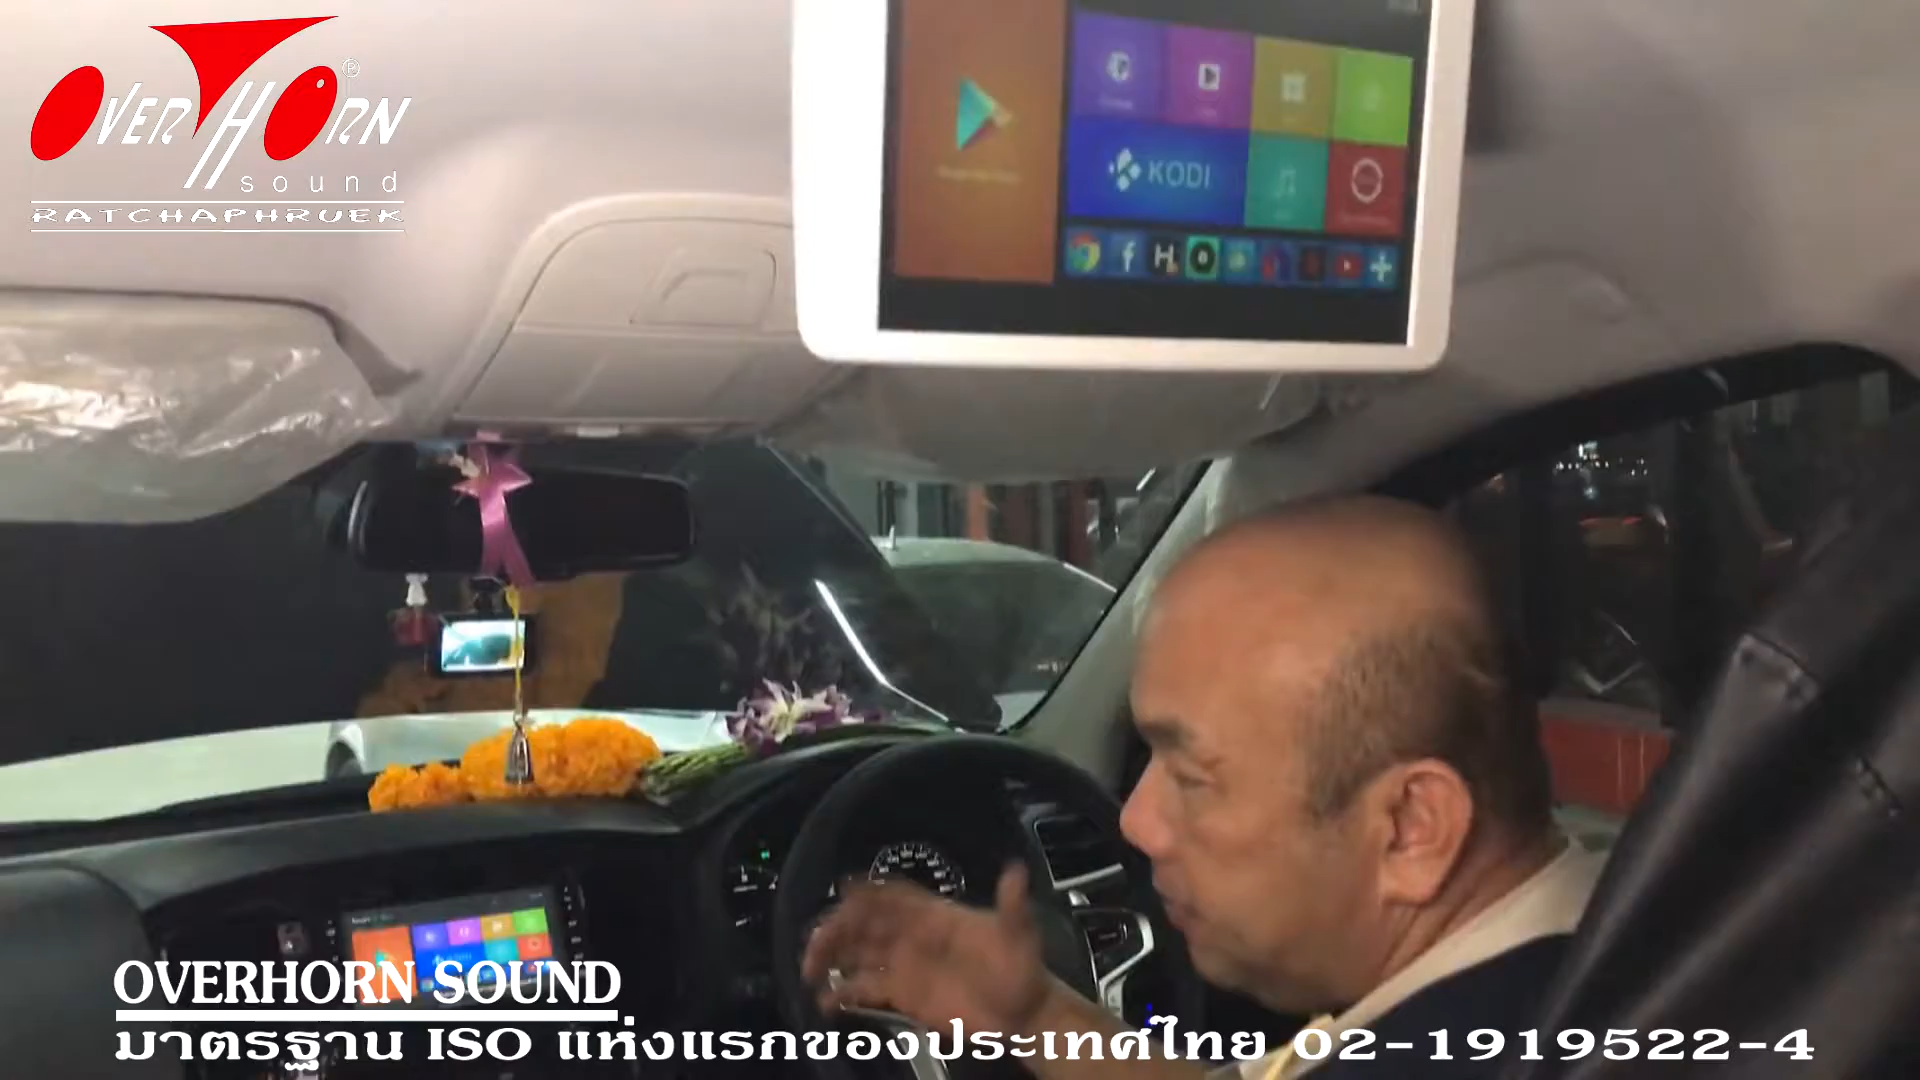 OVERHORN ®
sound
RATCHAPHRUEK
KODI
OVERHORN SOUND
มาตรฐาน ISO แห่งแรกของประเทศไทย 02-1919522-4